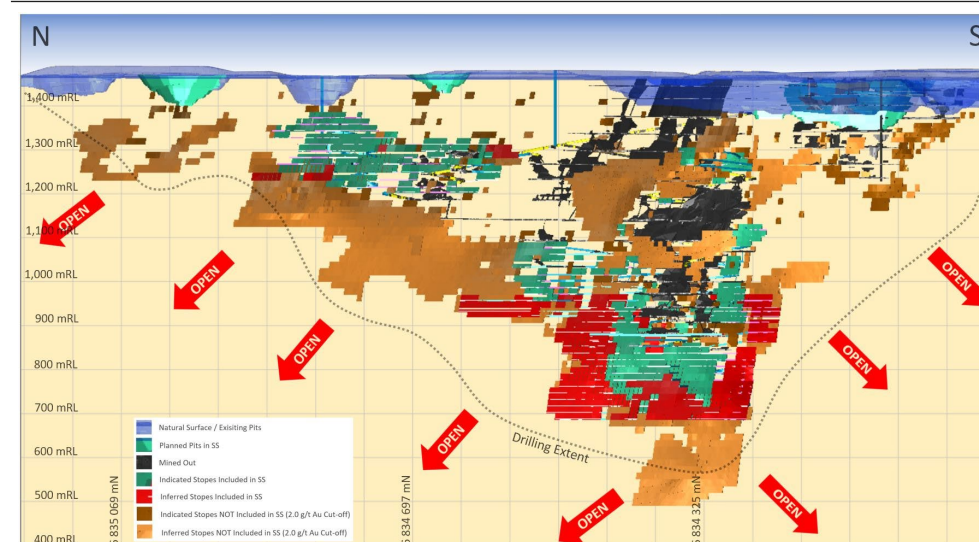 N
S
1,400 mRL
1,300 mRL
1,200 mRL
1,100 mRL
1,000 mRL
900 mRL
800 mRL
700 mRL
600 mRL
500 mRL
400 mRL
OPEN
OPEN
OPEN
OPEN
OPEN
OPEN
OPEN
OPEN
Drilling Extent
Natural Surface / Exisiting Pits
Planned Pits in SS
Mined Out
Indicated Stopes Included in SS
Inferred Stopes Included in SS
Indicated Stopes NOT Included in SS (2.0 g/t Au Cut-off)
Inferred Stopes NOT Included in SS (2.0 g/t Au Cut-off)
5 835 069 mN
5 834 697 mN
5 834 325 mN